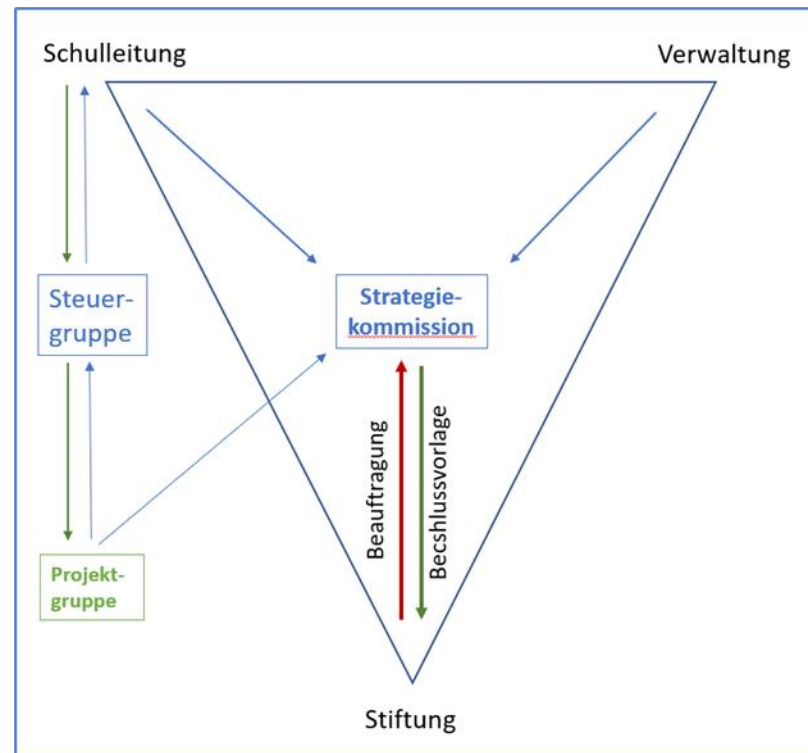 Schulleitung
Verwaltung
Steuer-
gruppe
Strategie-
kommission
Beauftragung
Becshlussvorlage
Projekt-
gruppe
Stiftung